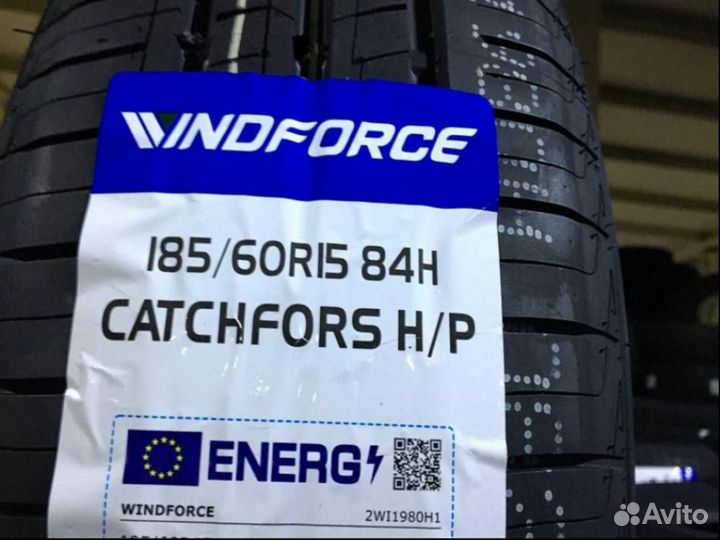 WINDFORCE
185/60R15 84H
CATCHFORS H/P
ENERG
WINDFORCE 2WI1980H1
Avito